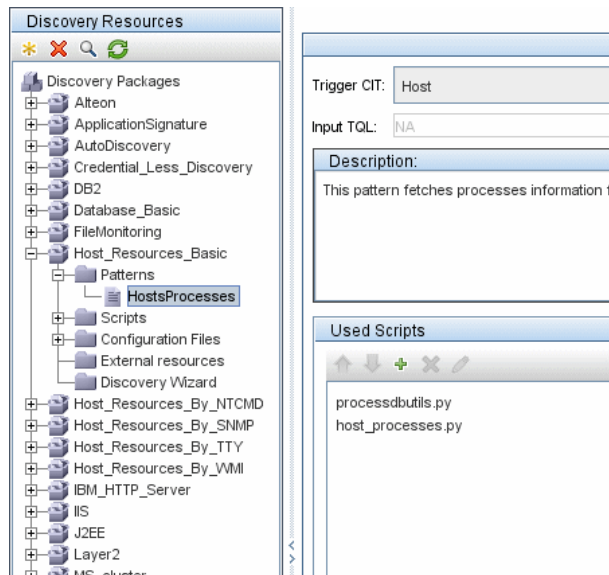 Discovery Resources
Discovery Packages
Alteon
ApplicationSignature
AutoDiscovery
Credential_Less_Discovery
DB2
Database_Basic
FileMonitoring
Host_Resources_Basic
Patterns
HostsProcesses
Scripts
Configuration Files
External resources
Discovery Wizard
Host_Resources_By_NTCMD
Host_Resources_By_SNMP
Host_Resources_By_TTY
Host_Resources_By_WMI
IBM_HTTP_Server
IIS
J2EE
Layer2
MS_cluster
Trigger CIT: Host
Input TQL: NA
Description:
This pattern fetches processes information f
Used Scripts
processdbutils.py
host_processes.py